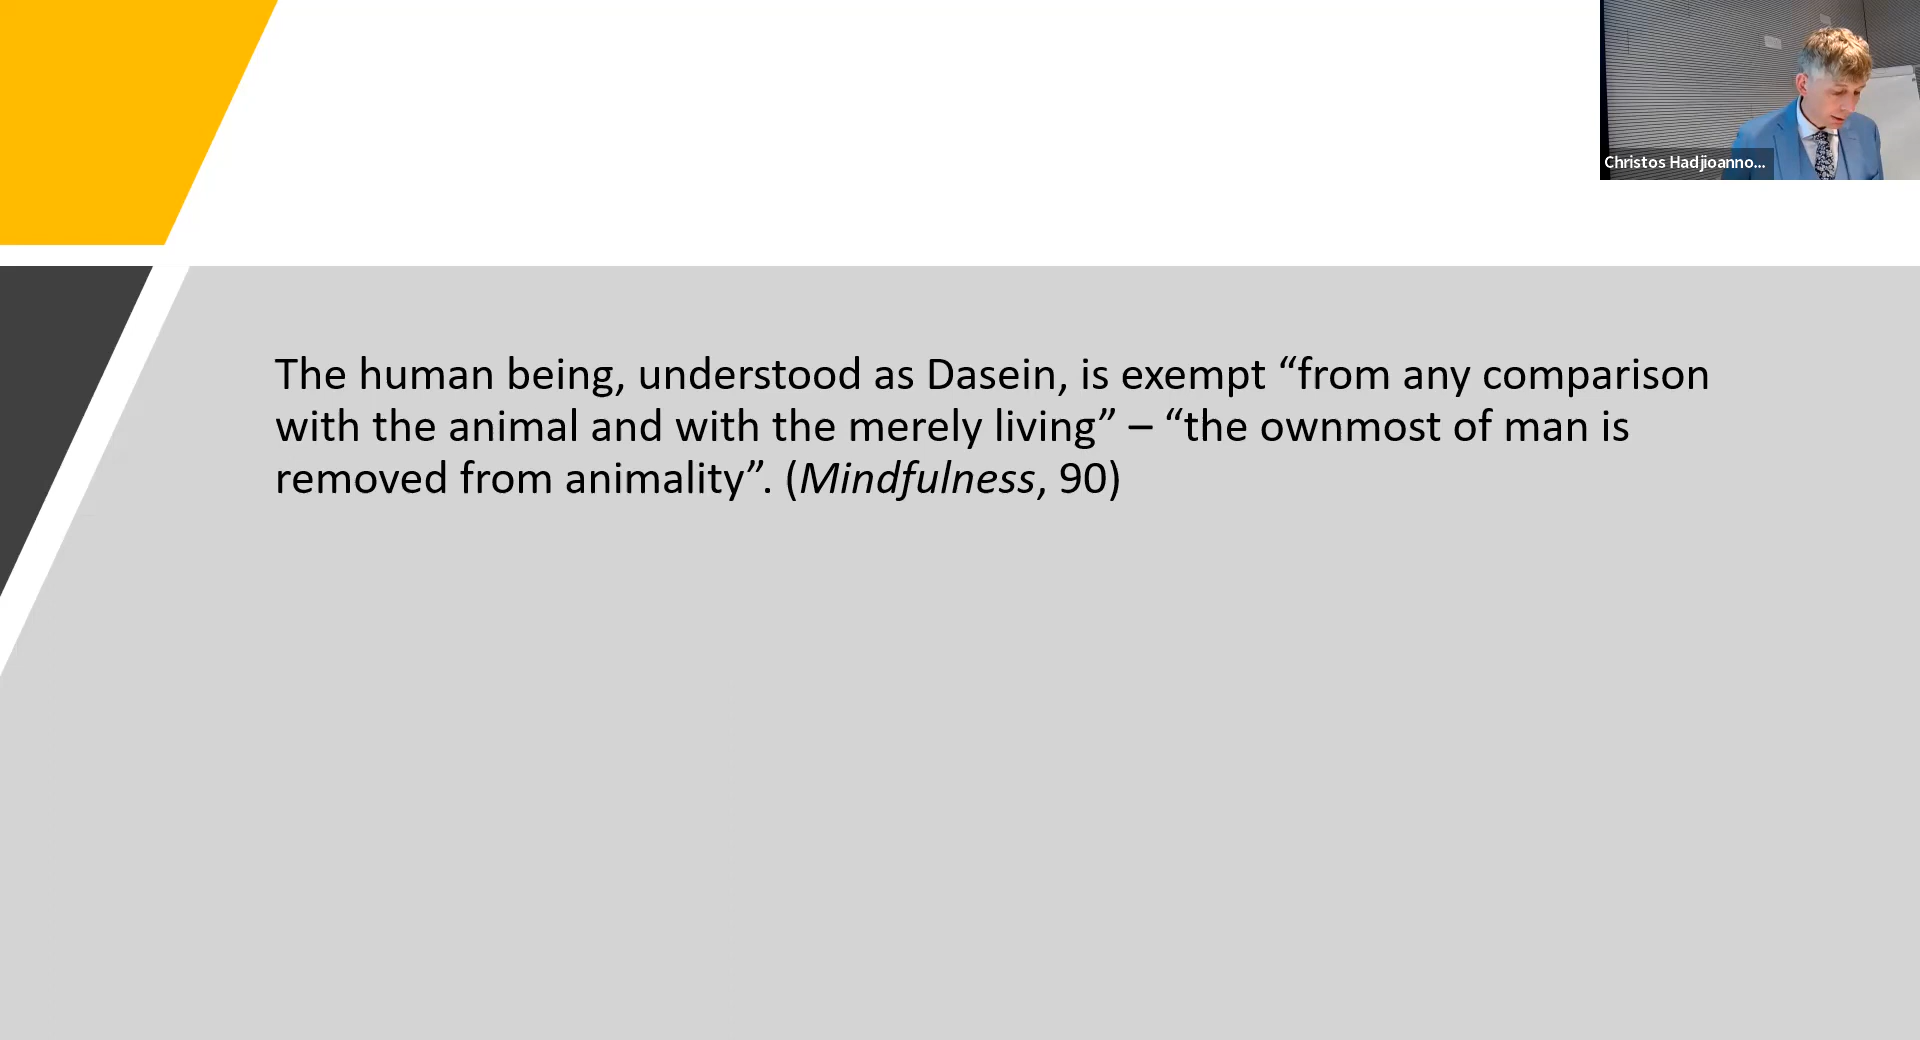 Christos Hadjioanno...
The human being, understood as Dasein, is exempt “from any comparison
with the animal and with the merely living” – “the ownmost of man is
removed from animality”. (Mindfulness, 90)